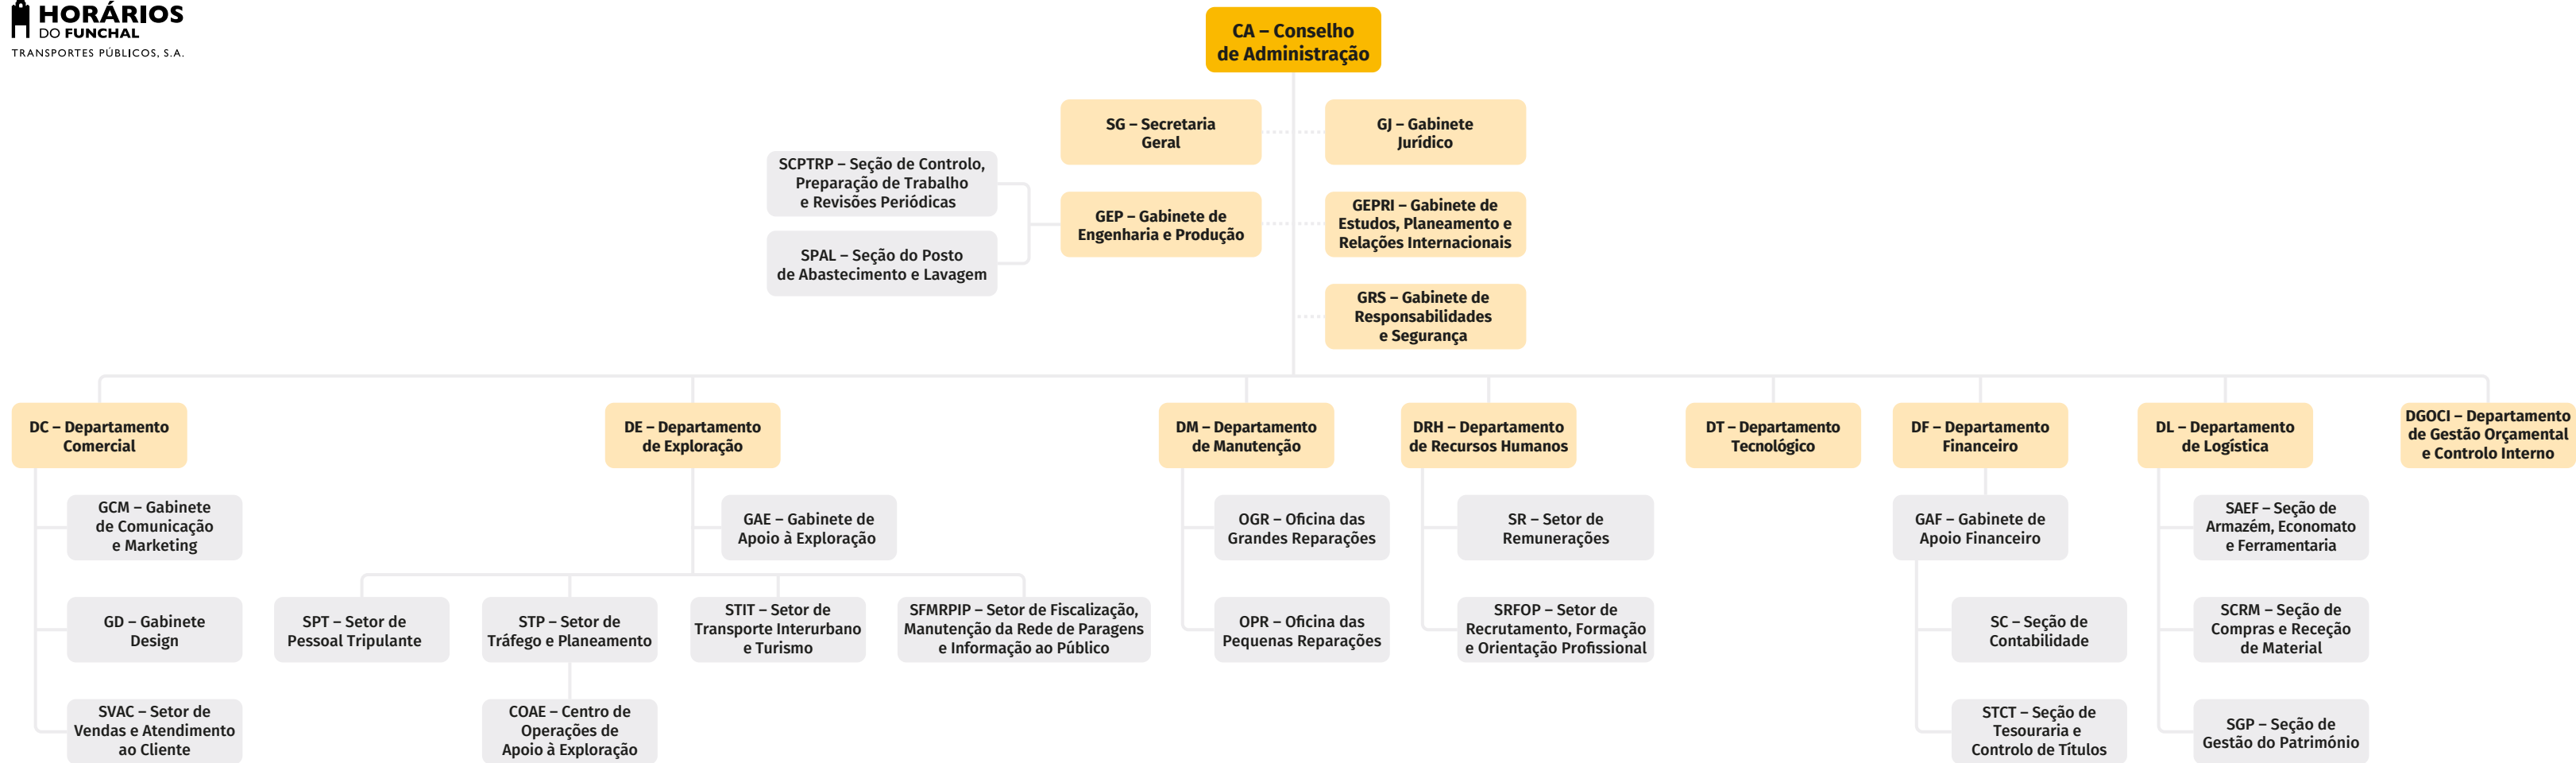 HORÁRIOS
DO FUNCHAL
TRANSPORTES PÚBLICOS, S.A.
CA – Conselho
de Administração
SG – Secretaria
Geral
GJ – Gabinete
Jurídico
SCPTRP – Seção de Controlo,
Preparação de Trabalho
e Revisões Periódicas
SPAL – Seção do Posto
de Abastecimento e Lavagem
GEP – Gabinete de
Engenharia e Produção
GEPRI – Gabinete de
Estudos, Planeamento e
Relações Internacionais
GRS – Gabinete de
Responsabilidades
e Segurança
DC – Departamento
Comercial
DE – Departamento
de Exploração
DM – Departamento
de Manutenção
DRH – Departamento
de Recursos Humanos
DT – Departamento
Tecnológico
DF – Departamento
Financeiro
DL – Departamento
de Logística
DGOCI – Departamento
de Gestão Orçamental
e Controlo Interno
GCM – Gabinete
de Comunicação
e Marketing
GAE – Gabinete de
Apoio à Exploração
OGR – Oficina das
Grandes Reparações
SR – Setor de
Remunerações
GAF – Gabinete de
Apoio Financeiro
SAEF – Seção de
Armazém, Economato
e Ferramentaria
GD – Gabinete
Design
SPT – Setor de
Pessoal Tripulante
STP – Setor de
Tráfego e Planeamento
STIT – Setor de
Transporte Interurbano
e Turismo
SFMRPIP – Setor de Fiscalização,
Manutenção da Rede de Paragens
e Informação ao Público
OPR – Oficina das
Pequenas Reparações
SRFOP – Setor de
Recrutamento, Formação
e Orientação Profissional
SC – Seção de
Contabilidade
SCRM – Seção de
Compras e Receção
de Material
SVAC – Setor de
Vendas e Atendimento
ao Cliente
COAE – Centro de
Operações de
Apoio à Exploração
STCT – Seção de
Tesouraria e
Controlo de Títulos
SGP – Seção de
Gestão do Património